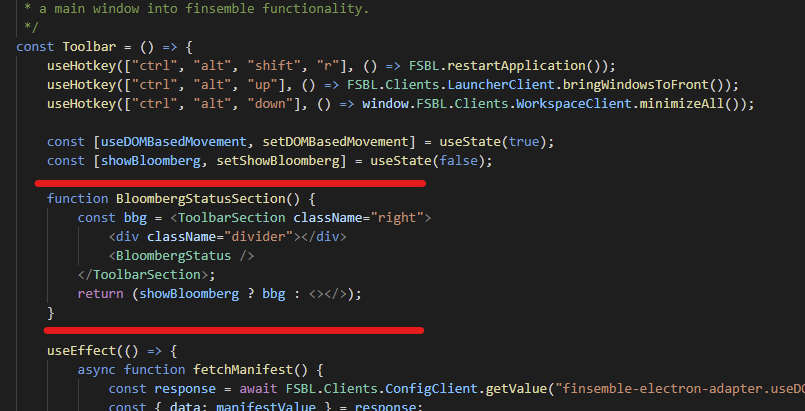 * a main window into finsemble functionality.
*/
const Toolbar = () => {
useHotkey(["ctrl", "alt", "shift", "r"], () => FSBL.restartApplication());
useHotkey(["ctrl", "alt", "up"], () => FSBL.Clients.LauncherClient.bringWindowsToFront());
useHotkey(["ctrl", "alt", "down"], () => window.FSBL.Clients.WorkspaceClient.minimizeAll());
const [useDOMBasedMovement, setDOMBasedMovement] = useState(true);
const [showBloomberg, setShowBloomberg] = useState(false);
function BloombergStatusSection() {
const bbg = <ToolbarSection className="right">
<div className="divider"></div>
<BloombergStatus />
</ToolbarSection>;
return (showBloomberg ? bbg : <></>);
}
useEffect(() => {
async function fetchManifest() {
const response = await FSBL.Clients.ConfigClient.getValue("finsemble-electron-adapter.useDO
const { data: manifestValue } = response;